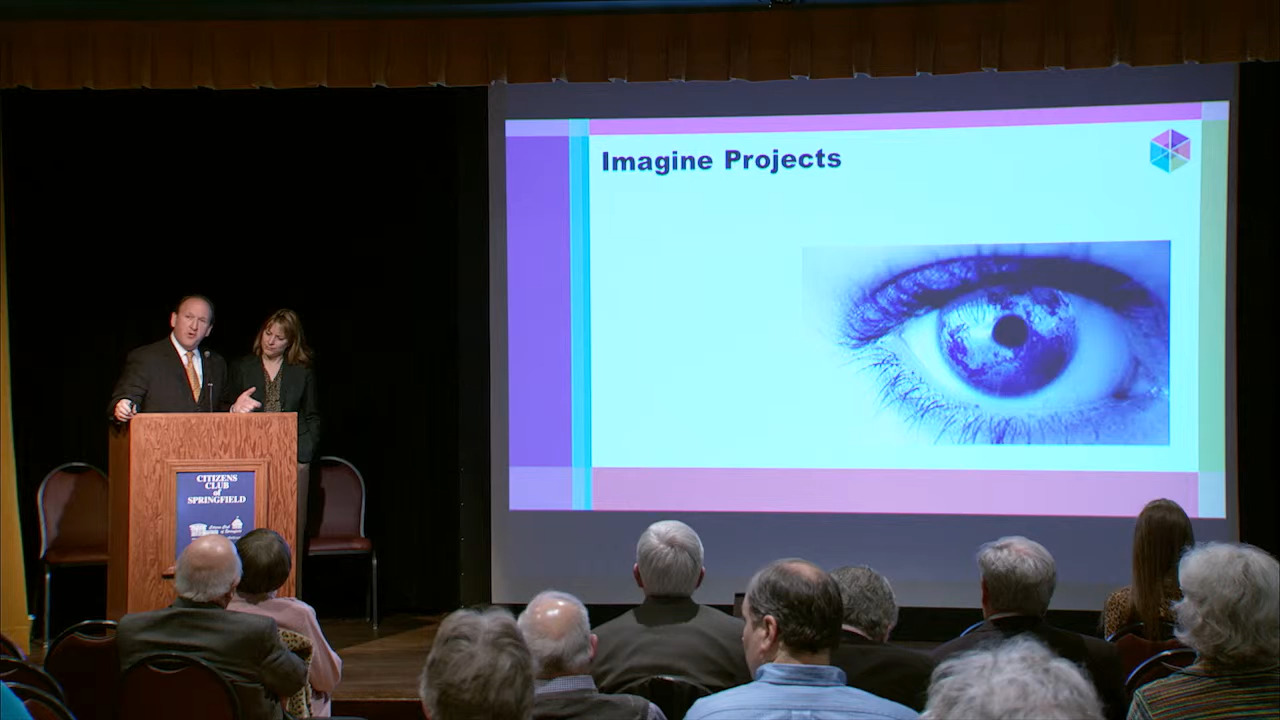 Imagine Projects
CITIZENS
CLUB
of
SPRINGFIELD